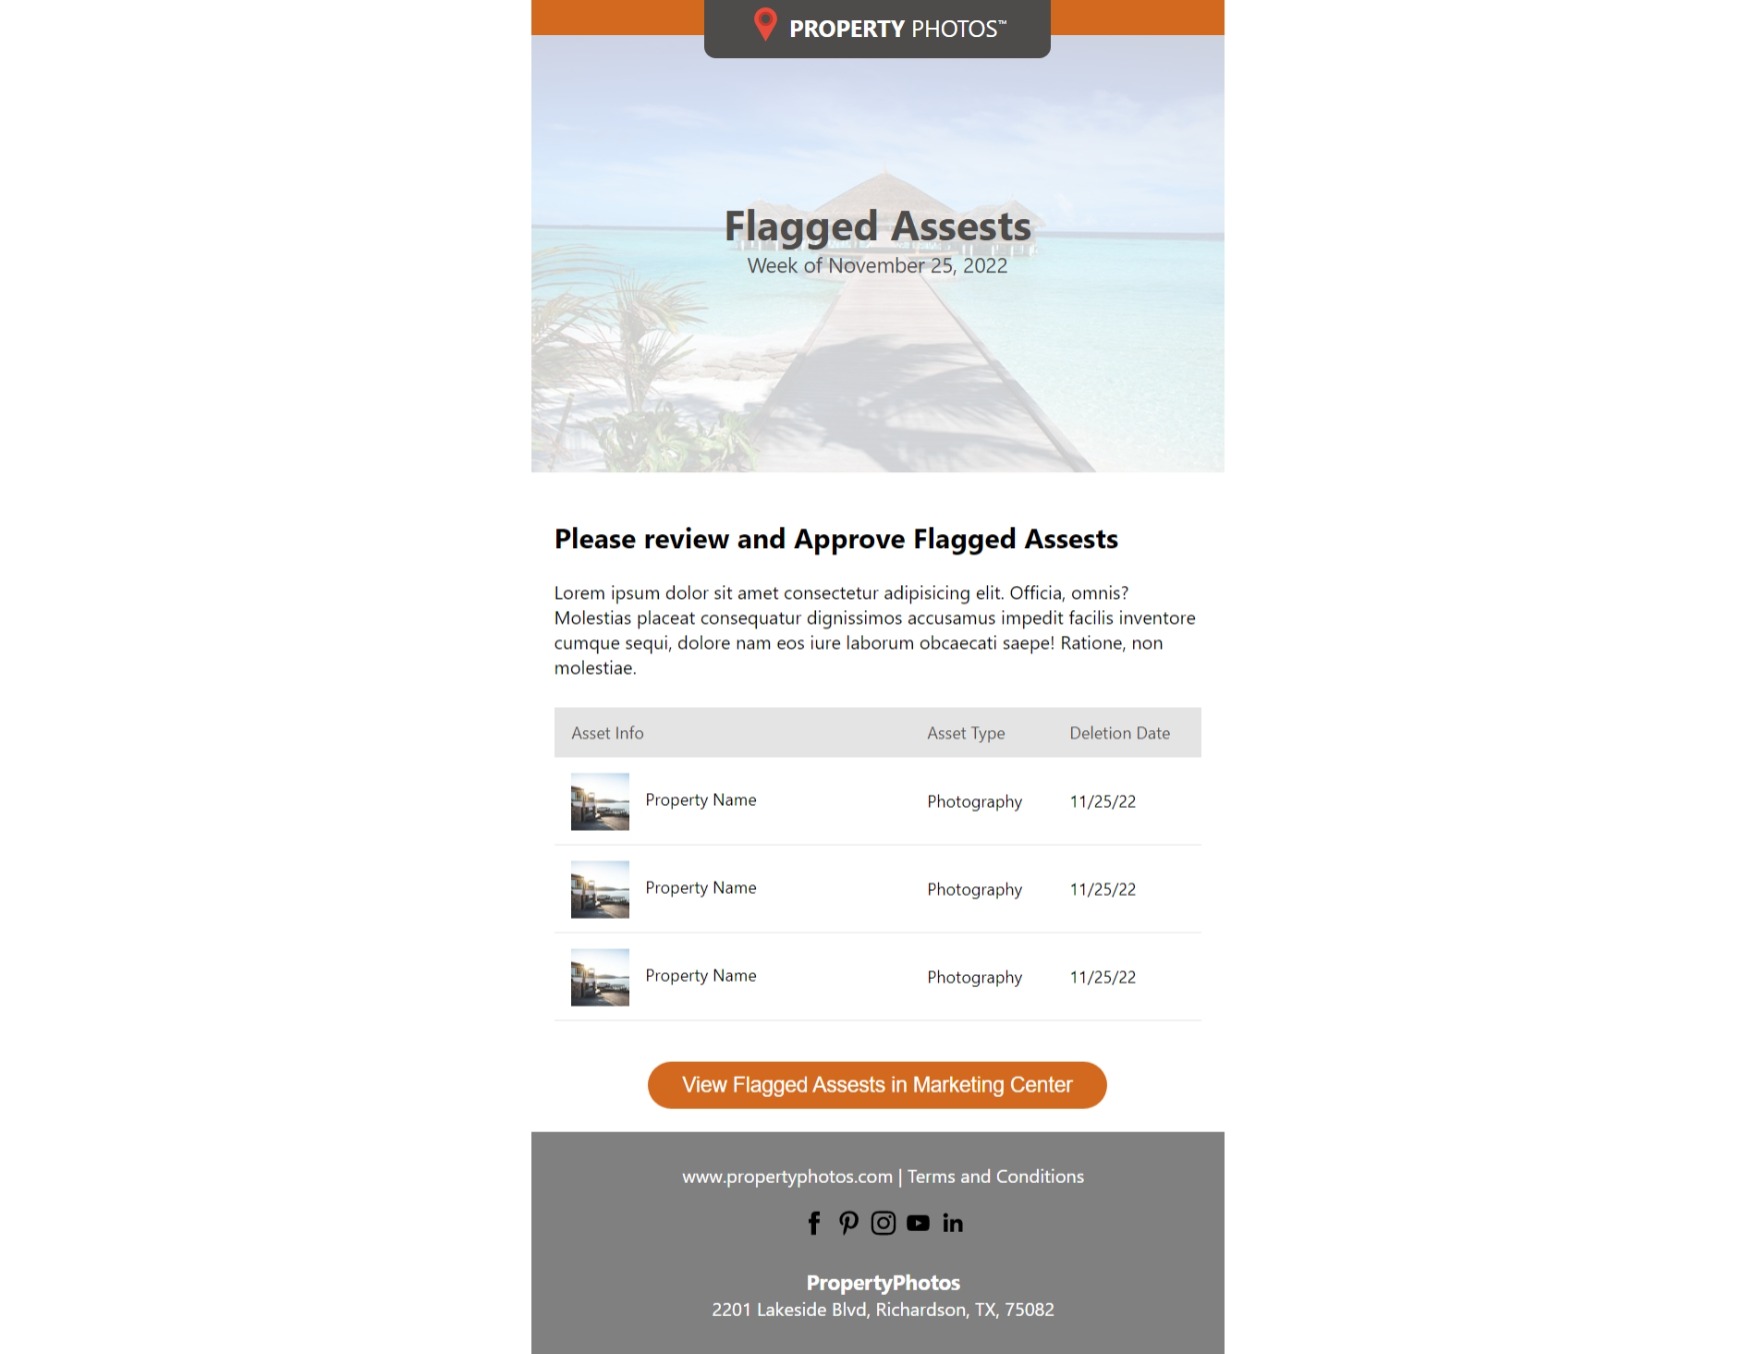 PROPERTY PHOTOS™
Flagged Assests
Week of November 25, 2022
Please review and Approve Flagged Assests
Lorem ipsum dolor sit amet consectetur adipisicing elit. Officia, omnis?
Molestias placeat consequatur dignissimos accusamus impedit facilis inventore
cumque sequi, dolore nam eos iure laborum obcaecati saepe! Ratione, non
molestiae.
Asset Info Asset Type Deletion Date
Property Name Photography 11/25/22
Property Name Photography 11/25/22
Property Name Photography 11/25/22
View Flagged Assests in Marketing Center
www.propertyphotos.com | Terms and Conditions
PropertyPhotos
2201 Lakeside Blvd, Richardson, TX, 75082